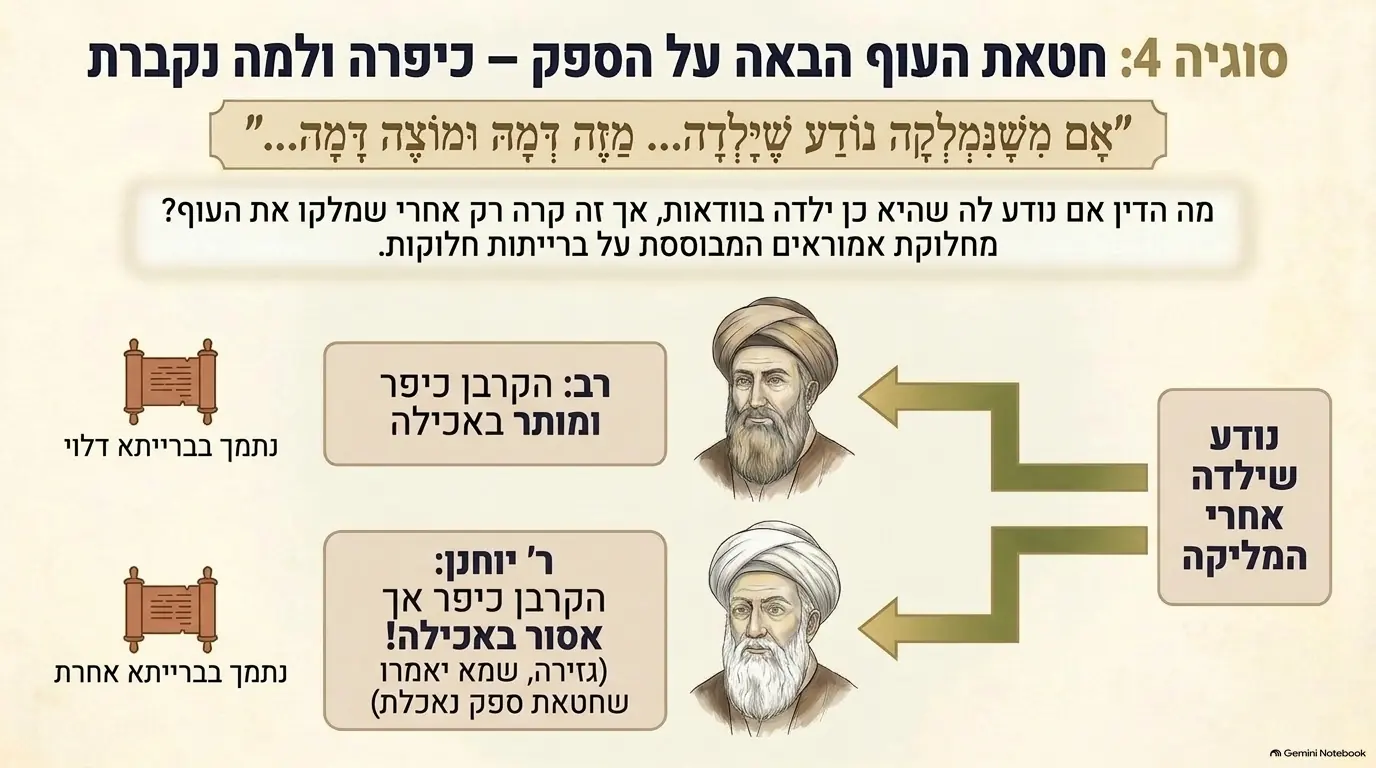 סוגיה 4: חטאת העוף הבאה על הספק – כיפרה ולמה נקברת
"אָם מִשֶׁנִּמְלְקָה נוֹדַע שֶׁיָּלְדָה... מַזֶּה דְּמָהּ וּמוֹצֶה דָּמָהּ..."
מה הדין אם נודע לה שהיא כן ילדה בוודאות, אך זה קרה רק אחרי שמלקו את העוף?
מחלוקת אמוראים המבוססת על ברייתות חלוקות.
נודע
שילדה
אחרי
המליקה
רב: הקרבן כיפר
ומותר באכילה
נתמך בברייתא דלוי
ר' יוחנן:
הקרבן כיפר אך
אסור באכילה!
(גזירה, שמא יאמרו
שחטאת ספק נאכלת)
נתמך בברייתא אחרת
Gemini Notebook